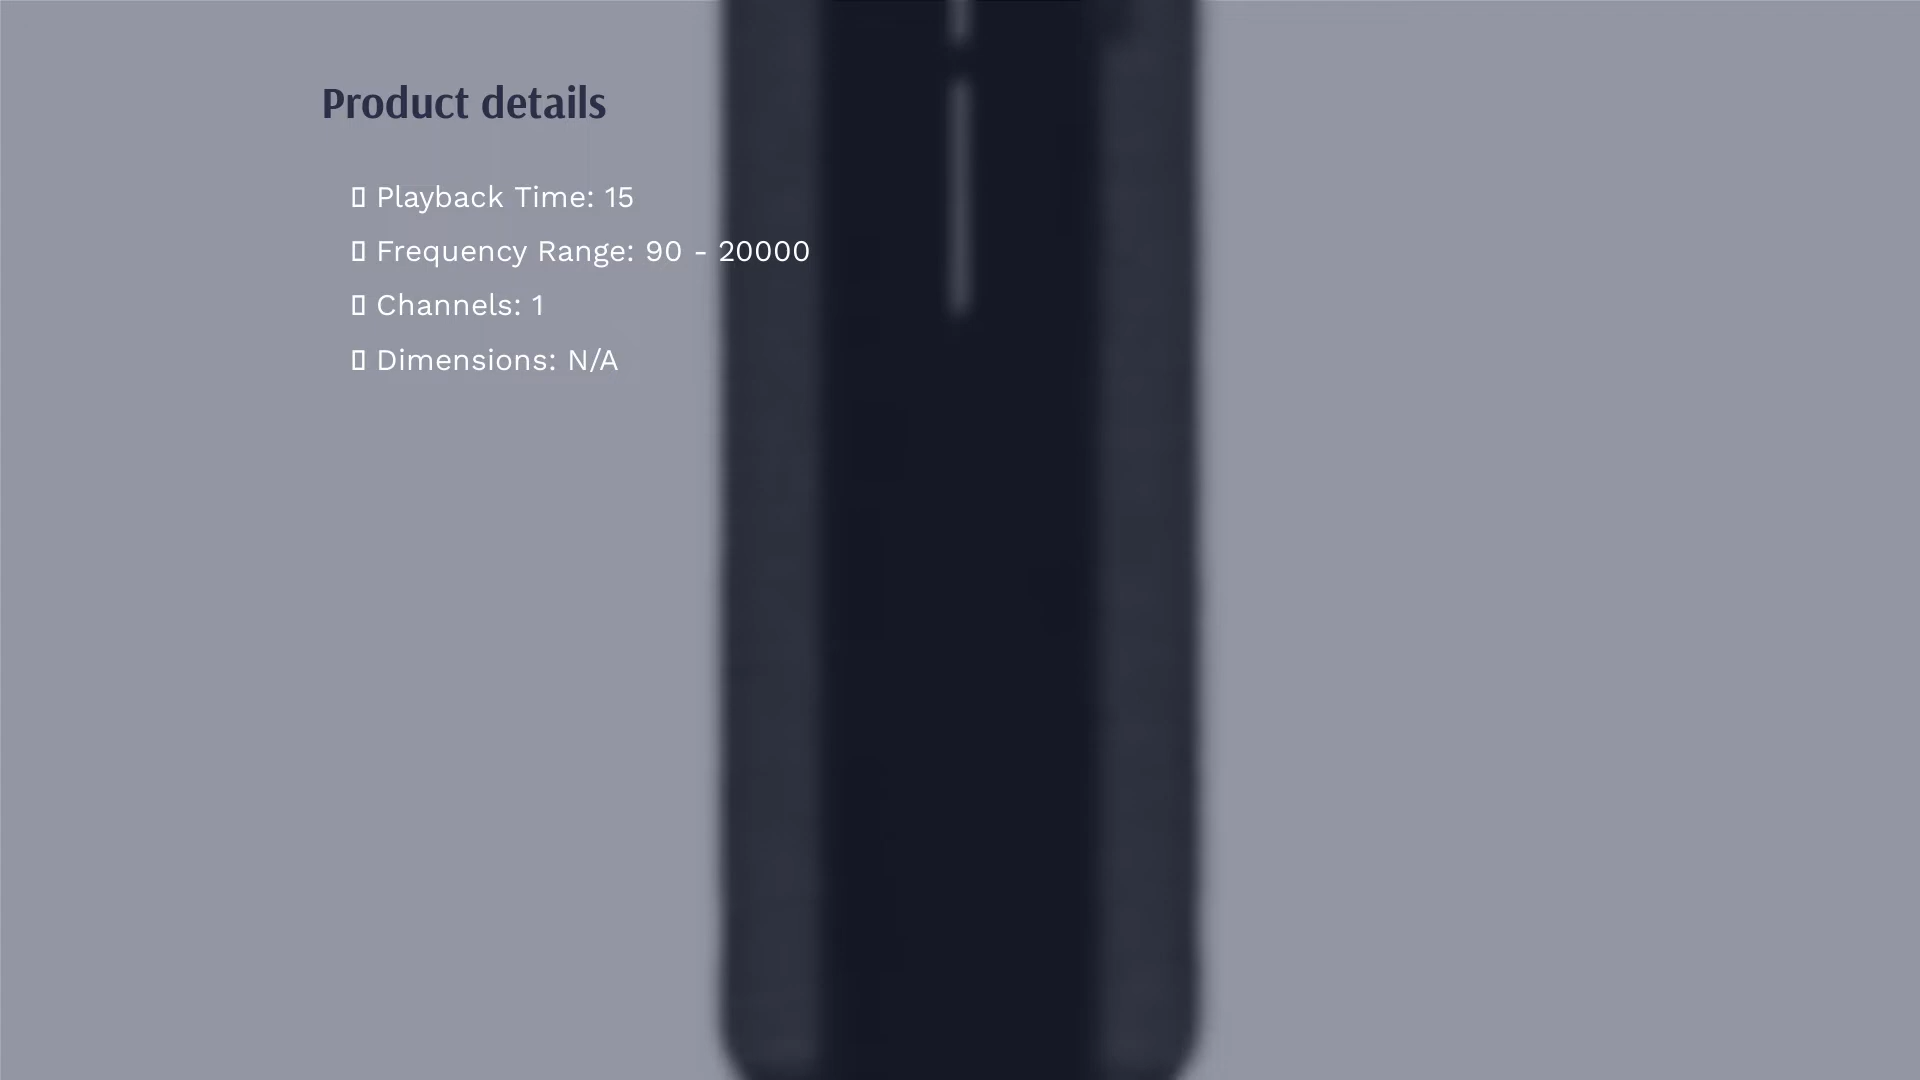 Product details
▯ Playback Time: 15
▯ Frequency Range: 90 - 20000
▯ Channels: 1
▯ Dimensions: N/A